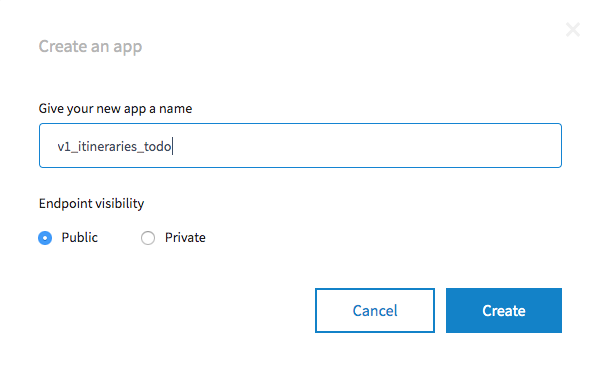 Create an app
Give your new app a name
v1_itineraries_todo
Endpoint visibility
Public Private
Cancel Create